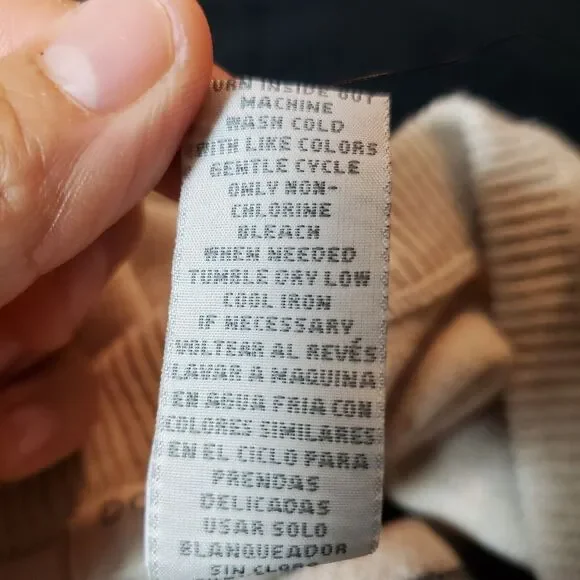 TURN INSIDE OUT
MACHINE
WASH COLD
WITH LIKE COLORS
GENTLE CYCLE
ONLY NON-
CHLORINE
BLEACH
WHEN NEEDED
TUMBLE DRY LOW
COOL IRON
IF NECESSARY
VOLTEAR AL REVÉS
LAVAR A MAQUINA
EN AGUA FRIA CON
COLORES SIMILARES
EN EL CICLO PARA
PRENDAS
DELICADAS
USAR SOLO
BLANQUEADOR
SIN CLORO